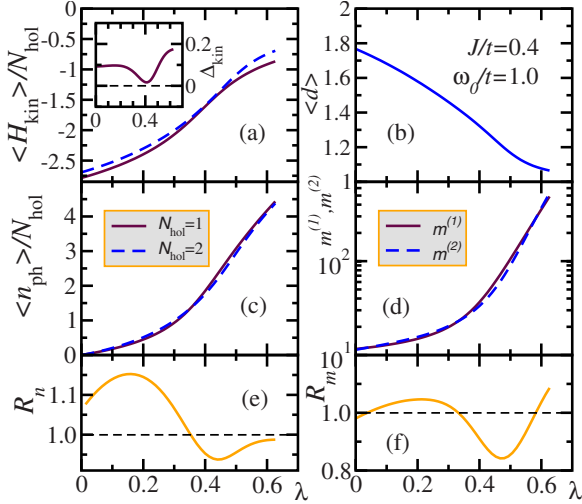 <H_kin>/N_hol
0
-0.5
-1
-1.5
-2
-2.5
0.2
0
Δ_kin
0 0.4
(a)
<d>
2
1.8
1.6
1.4
1.2
1
J/t=0.4
ω_0/t=1.0
(b)
<n_ph>/N_hol
4
3
2
1
0
N_hol=1
N_hol=2
(c)
m^(1),m^(2)
10^2
10^1
m^(1)
m^(2)
(d)
R_n
1.1
1.0
(e)
0 0.2 0.4 0.6 λ
R_m
1.2
1.0
0.8
(f)
0 0.2 0.4 0.6 λ